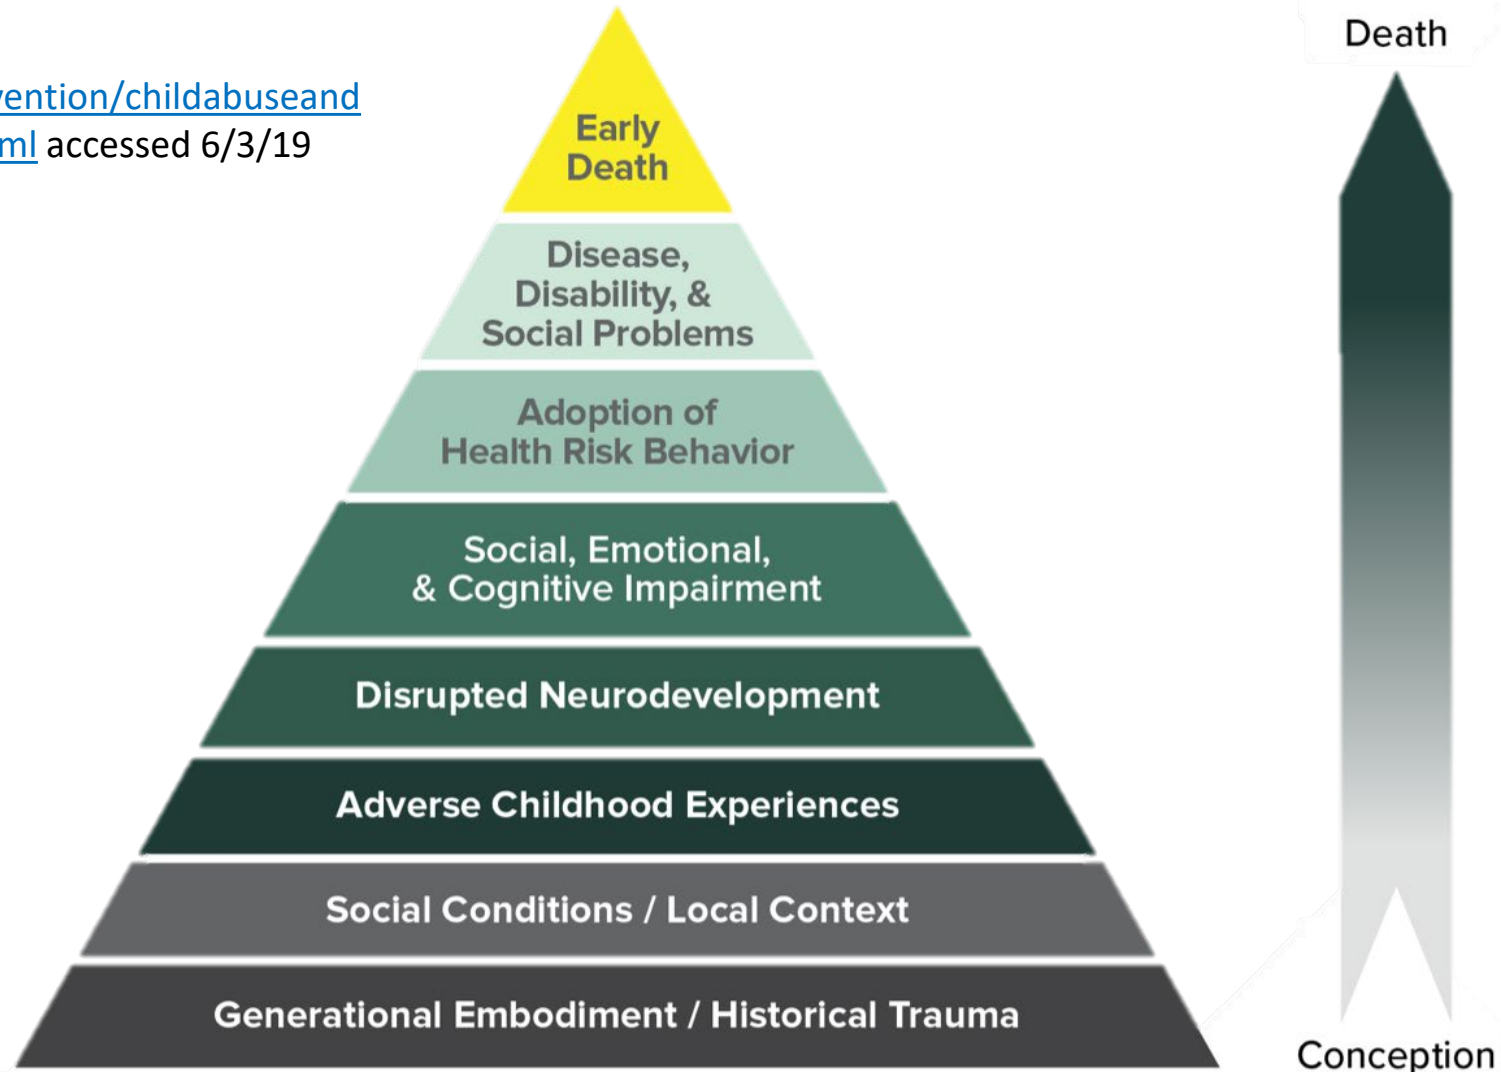 Death
vention/childabuseand
ml accessed 6/3/19
Early
Death
Disease,
Disability, &
Social Problems
Adoption of
Health Risk Behavior
Social, Emotional,
& Cognitive Impairment
Disrupted Neurodevelopment
Adverse Childhood Experiences
Social Conditions / Local Context
Generational Embodiment / Historical Trauma
Conception